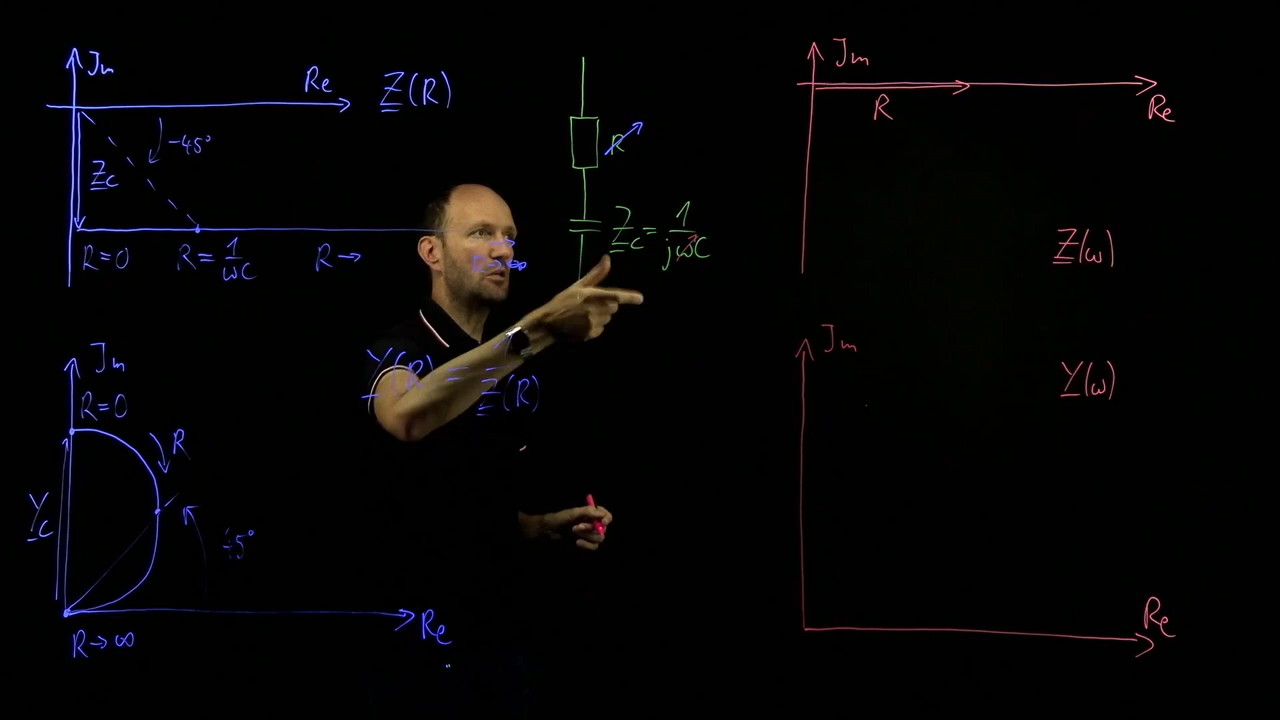 Jm
Re
Z(R)
-45°
Zc
R=0
R=1/ωC
R→
R→∞
Jm
R=0
R
Yc
45°
R→∞
Re
Y(R) = 1/Z(R)
R
Zc=1/jωC
Jm
R
Re
Z(ω)
Jm
Y(ω)
Re